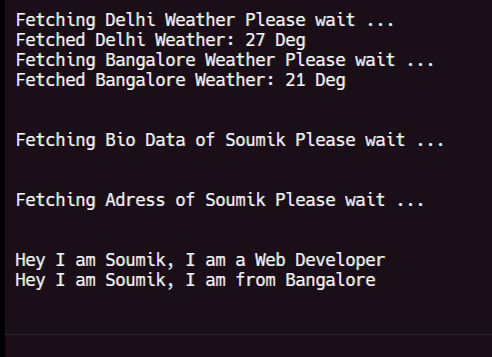 Fetching Delhi Weather Please wait ...
Fetched Delhi Weather: 27 Deg
Fetching Bangalore Weather Please wait ...
Fetched Bangalore Weather: 21 Deg
Fetching Bio Data of Soumik Please wait ...
Fetching Adress of Soumik Please wait ...
Hey I am Soumik, I am a Web Developer
Hey I am Soumik, I am from Bangalore